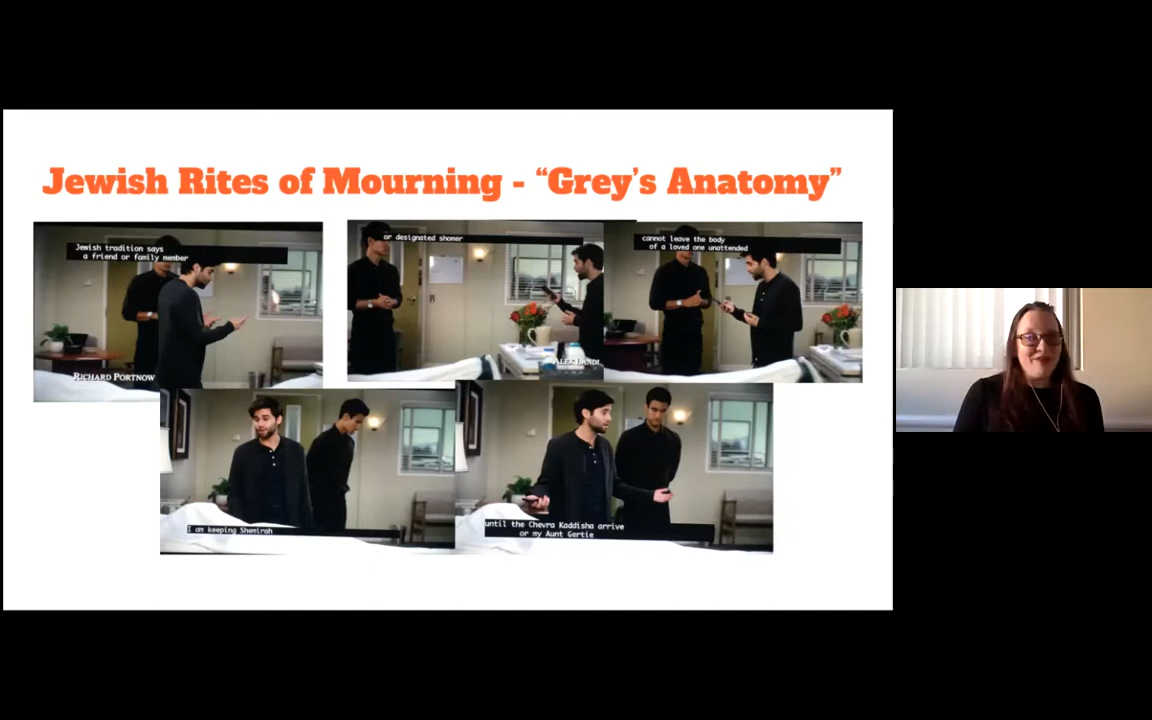 Jewish Rites of Mourning - “Grey’s Anatomy”
Jewish tradition says
a friend or family member
RICHARD PORTNOW
or designated shomer
ALEX LANDI
cannot leave the body
of a loved one unattended
I am keeping Shemirah
until the Chevra Kaddisha arrive
or my Aunt Gertie